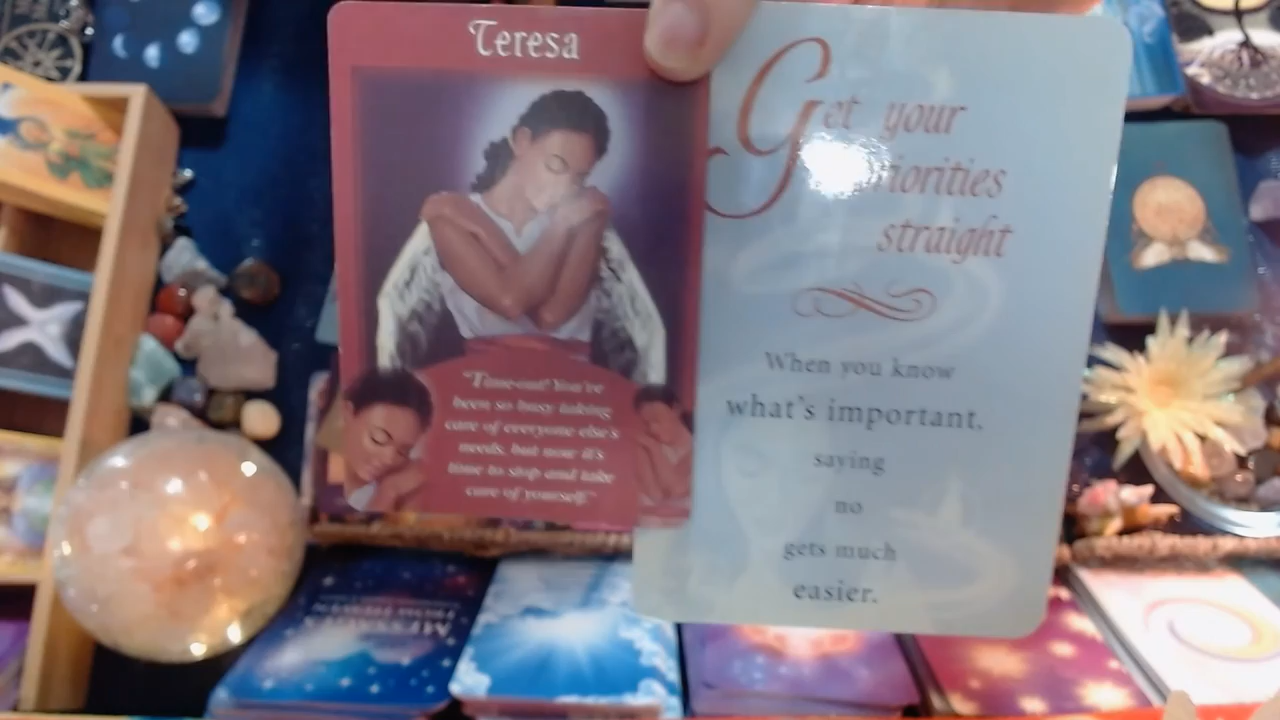 Teresa
"Time-out! You've
been so busy taking
care of everyone else's
needs, but now it's
time to stop and take
care of yourself."
Get your
riorities
straight
When you know
what's important,
saying
no
gets much
easier.
MESSAGES